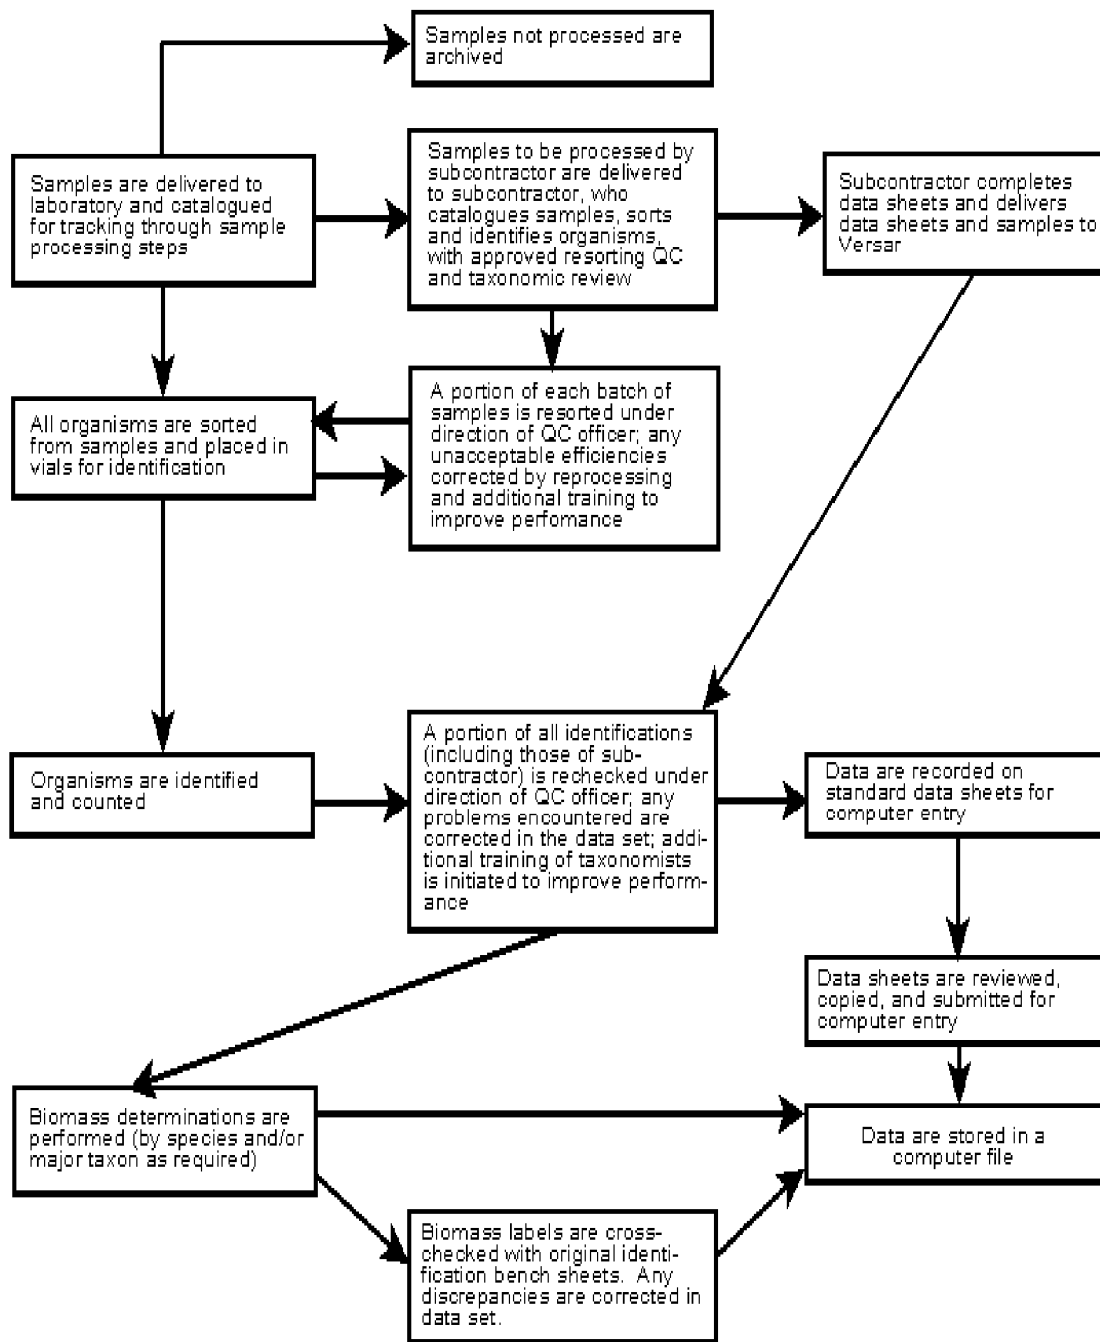 Samples not processed are
archived
Samples are delivered to
laboratory and catalogued
for tracking through sample
processing steps
Samples to be processed by
subcontractor are delivered
to subcontractor, who
catalogues samples, sorts
and identifies organisms,
with approved resorting QC
and taxonomic review
Subcontractor completes
data sheets and delivers
data sheets and samples to
Versar
All organisms are sorted
from samples and placed in
vials for identification
A portion of each batch of
samples is resorted under
direction of QC officer; any
unacceptable efficiencies
corrected by reprocessing
and additional training to
improve perfomance
Organisms are identified
and counted
A portion of all identifications
(including those of sub-
contractor) is rechecked under
direction of QC officer; any
problems encountered are
corrected in the data set; addi-
tional training of taxonomists
is initiated to improve perform-
ance
Data are recorded on
standard data sheets for
computer entry
Data sheets are reviewed,
copied, and submitted for
computer entry
Biomass determinations are
performed (by species and/or
major taxon as required)
Data are stored in a
computer file
Biomass labels are cross-
checked with original identi-
fication bench sheets.  Any
discrepancies are corrected in
data set.